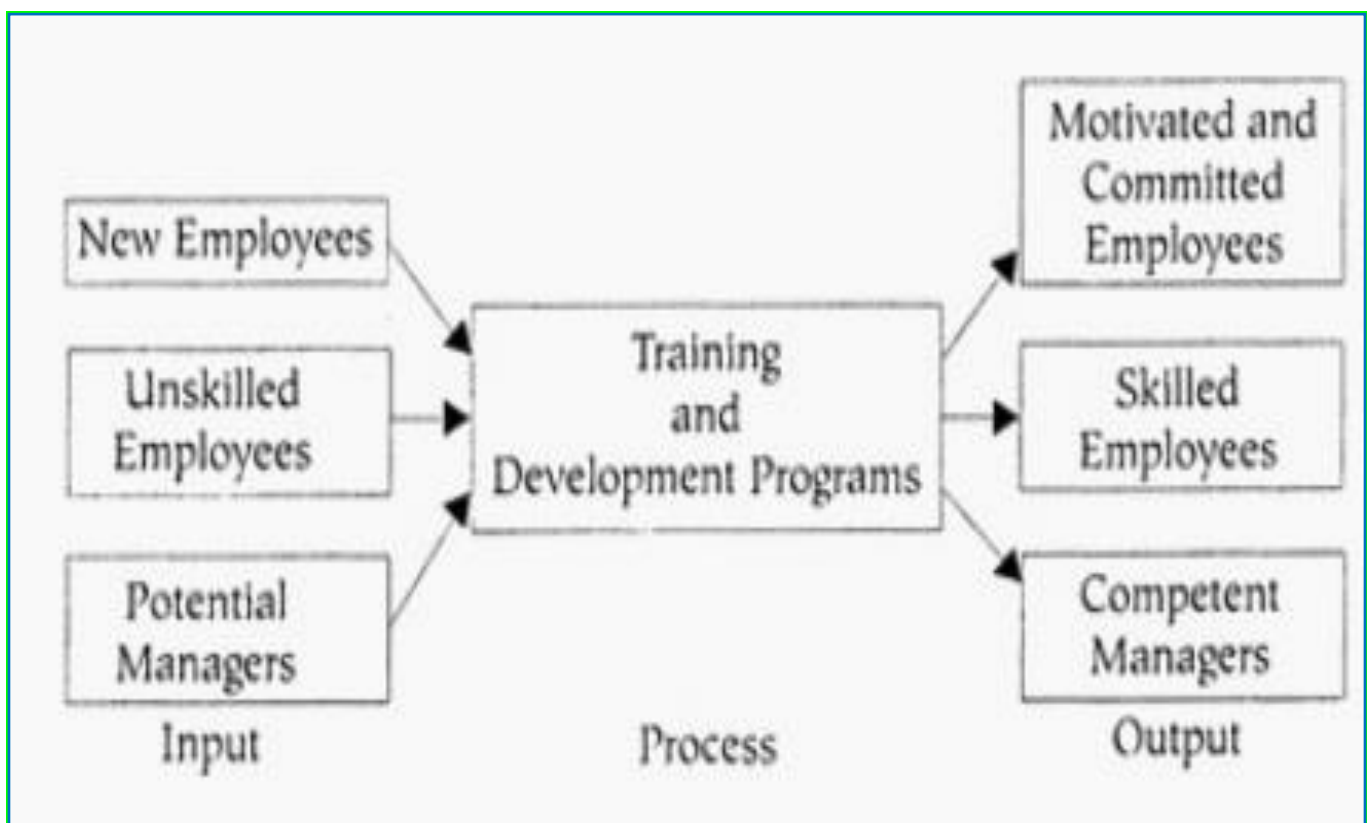 New Employees
Unskilled
Employees
Potential
Managers
Input
Training
and
Development Programs
Process
Motivated and
Committed
Employees
Skilled
Employees
Competent
Managers
Output